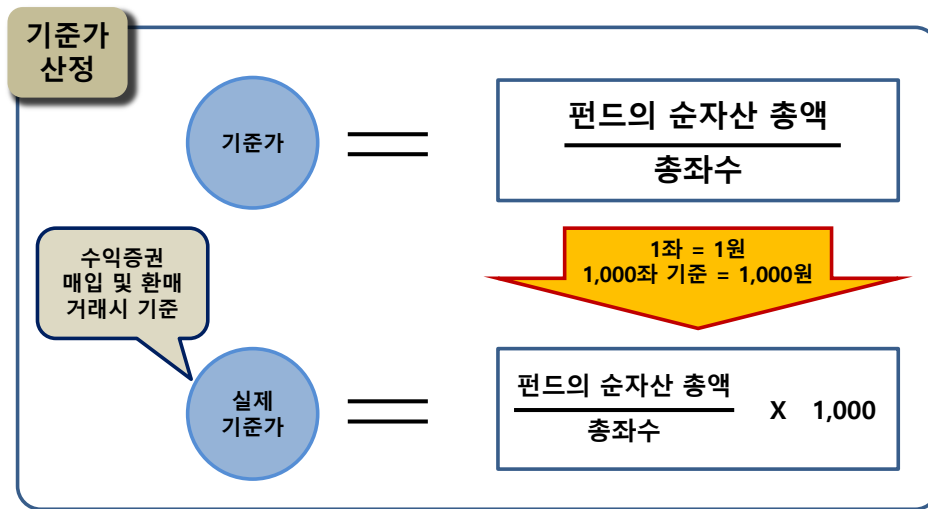 기준가
산정
기준가
펀드의 순자산 총액
총좌수
수익증권
매입 및 환매
거래시 기준
1좌 = 1원
1,000좌 기준 = 1,000원
실제
기준가
펀드의 순자산 총액
총좌수
X 1,000